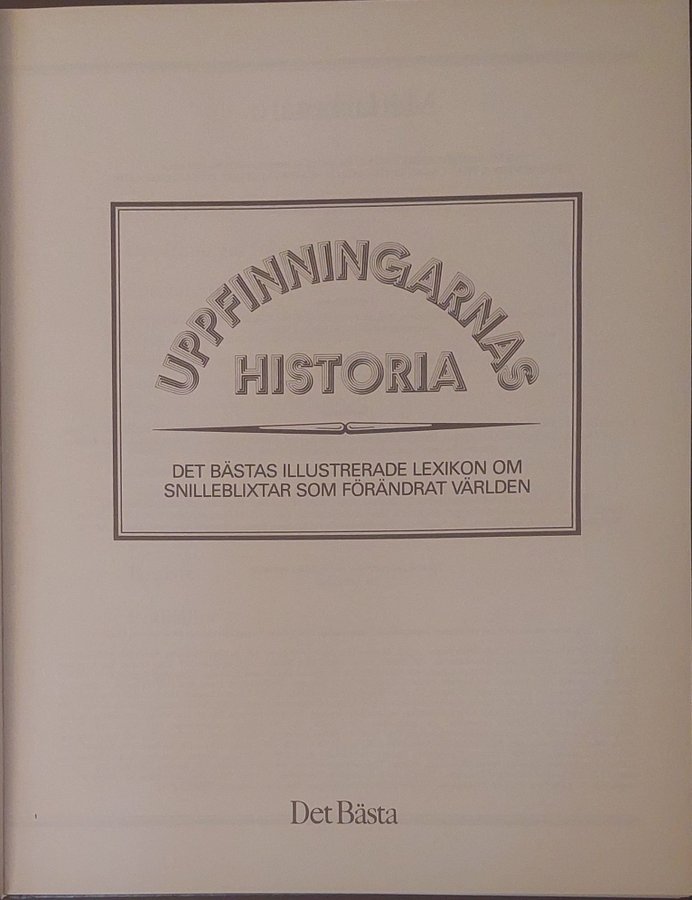 UPPFINNINGARNAS
HISTORIA
DET BÄSTAS ILLUSTRERADE LEXIKON OM
SNILLEBLIXTAR SOM FÖRÄNDRAT VÄRLDEN
Det Bästa